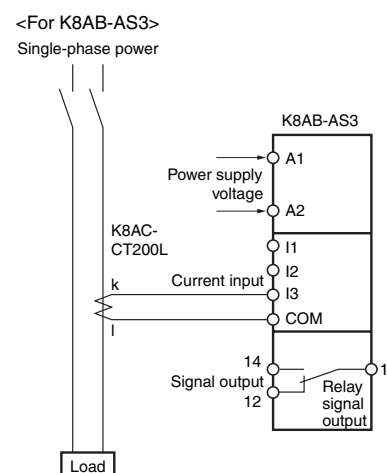 <For K8AB-AS3>
Single-phase power
K8AB-AS3
A1
Power supply
voltage
A2
K8AC-
CT200L
I1
I2
k
Current input
I3
COM
l
14
11
Signal output
12
Relay
signal
output
Load